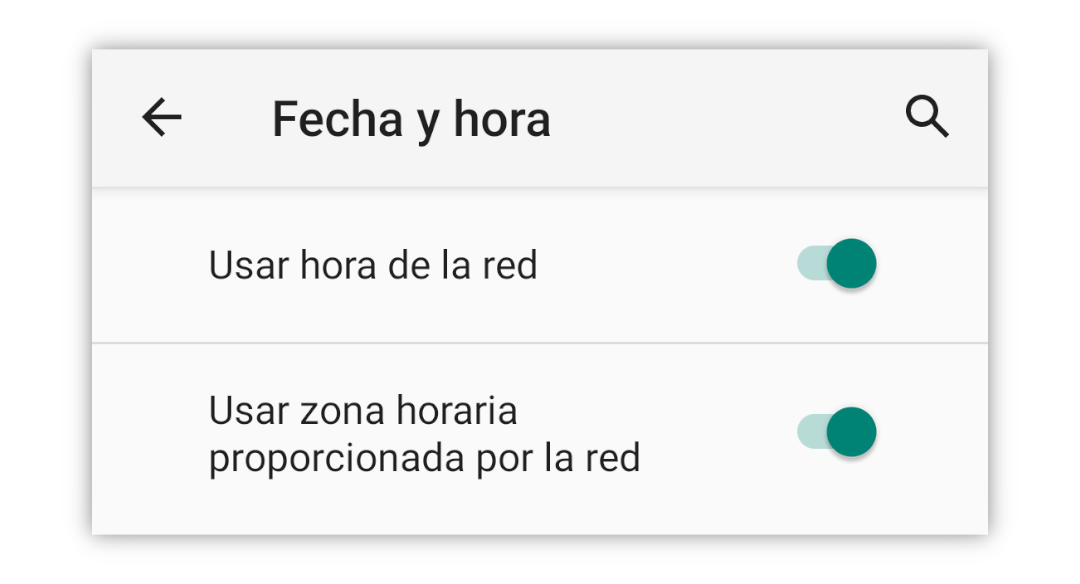 Fecha y hora
Usar hora de la red
Usar zona horaria
proporcionada por la red